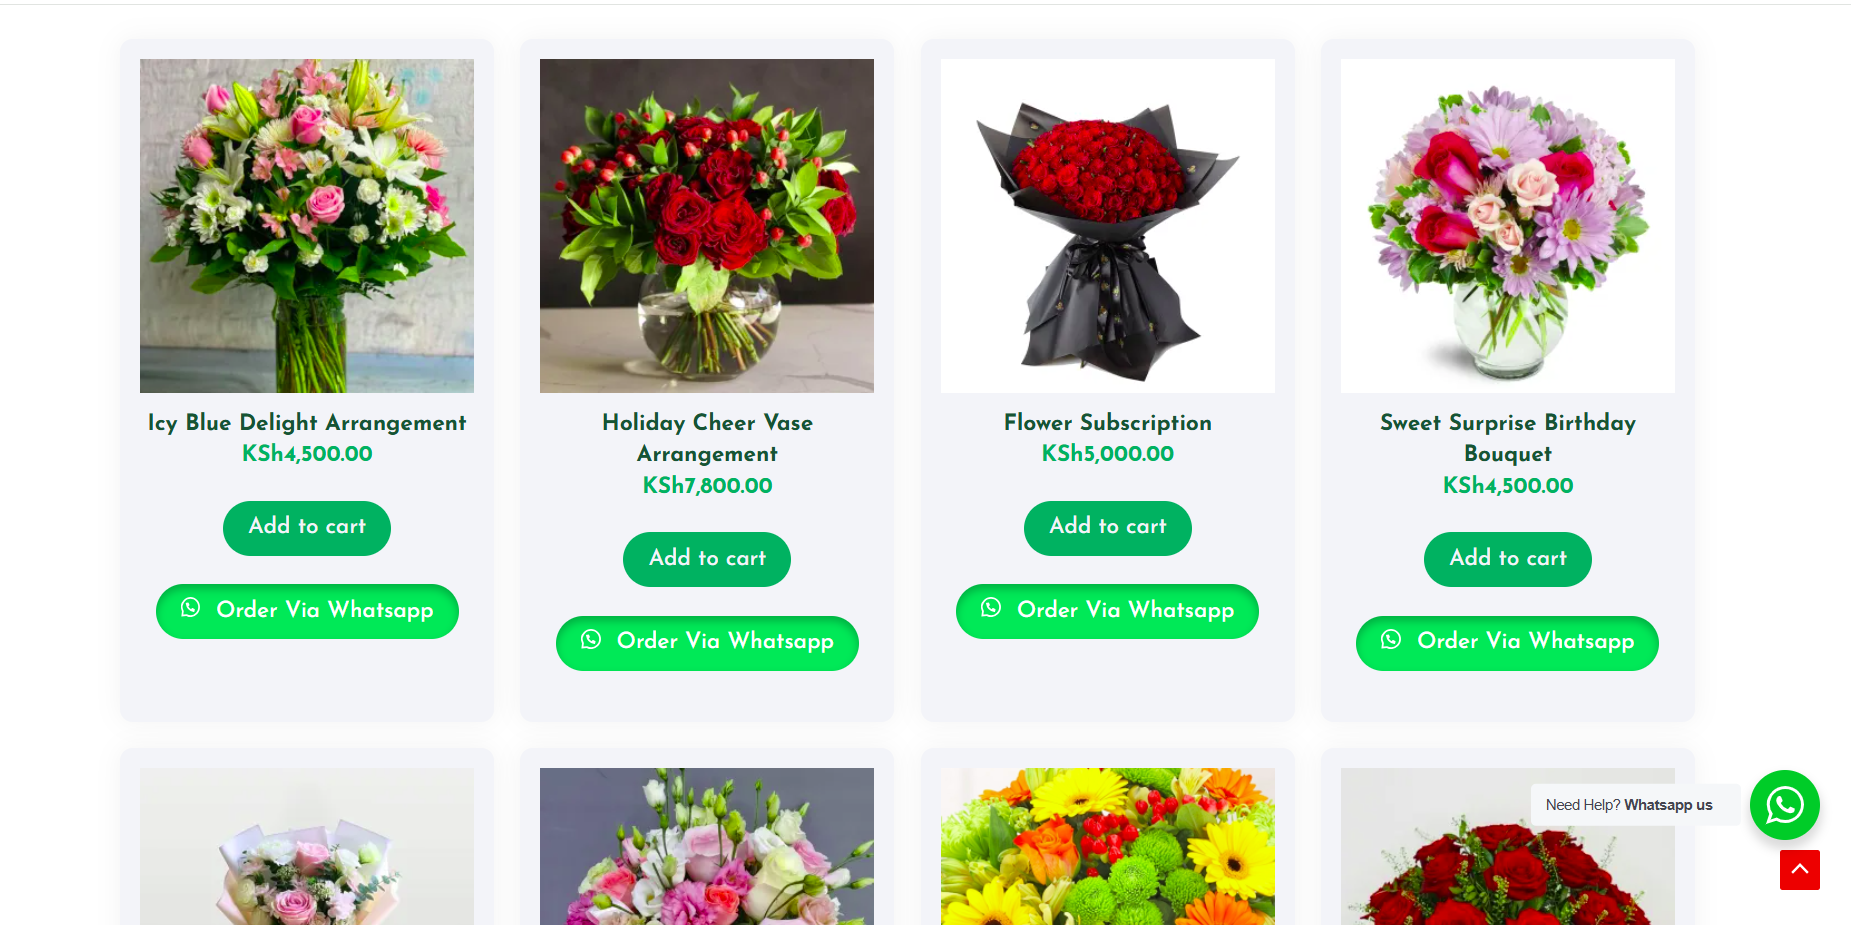 Icy Blue Delight Arrangement
KSh4,500.00
Add to cart
Order Via Whatsapp
Holiday Cheer Vase
Arrangement
KSh7,800.00
Add to cart
Order Via Whatsapp
Flower Subscription
KSh5,000.00
Add to cart
Order Via Whatsapp
Sweet Surprise Birthday
Bouquet
KSh4,500.00
Add to cart
Order Via Whatsapp
Need Help? Whatsapp us